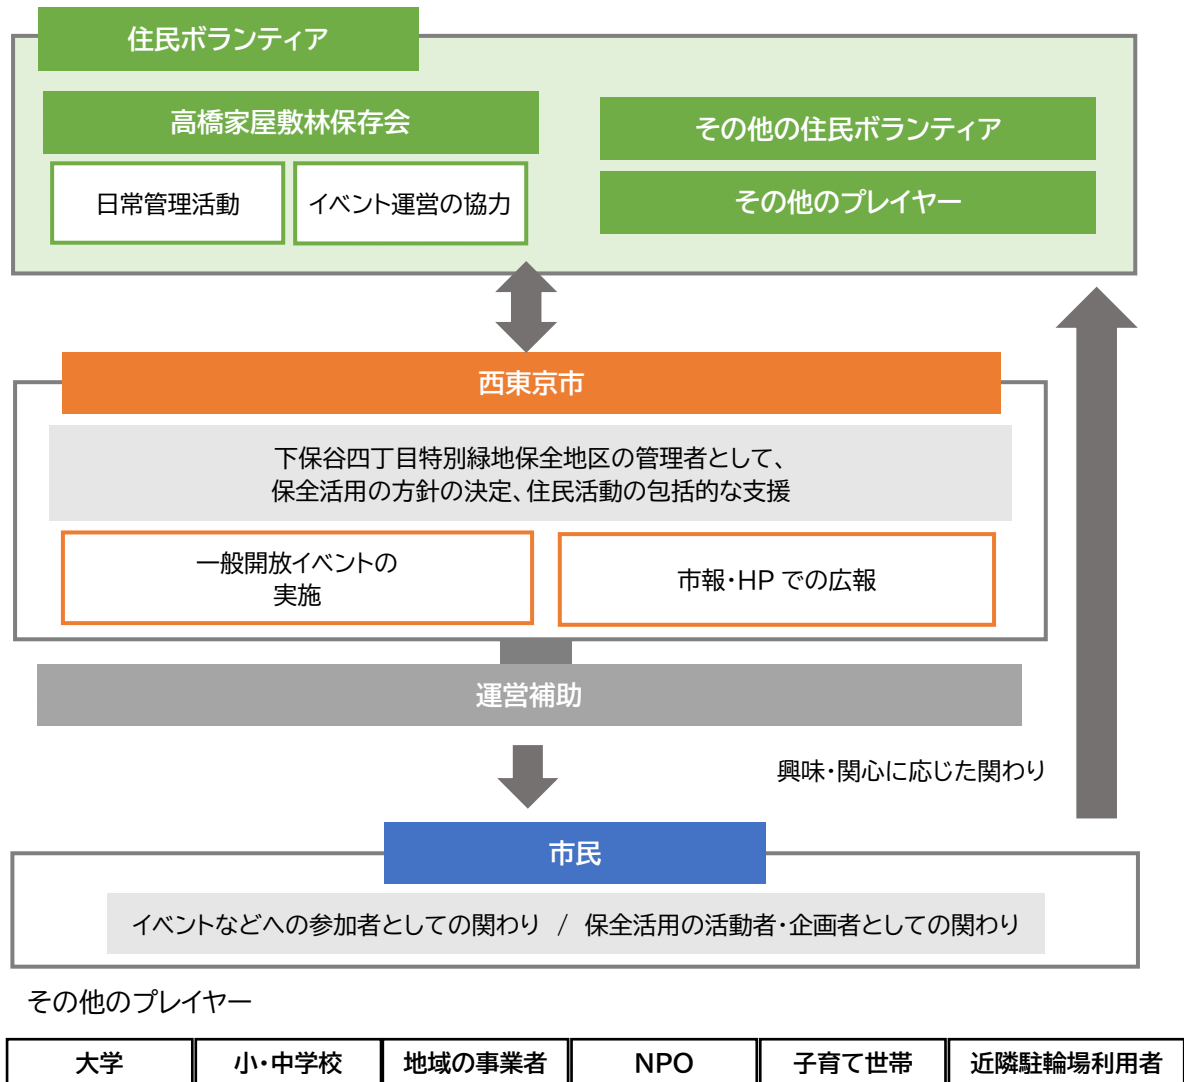 住民ボランティア
高橋家屋敷林保存会
日常管理活動
イベント運営の協力
その他の住民ボランティア
その他のプレイヤー
西東京市
下保谷四丁目特別緑地保全地区の管理者として、
保全活用の方針の決定、住民活動の包括的な支援
一般開放イベントの
実施
市報・HP での広報
運営補助
興味・関心に応じた関わり
市民
イベントなどへの参加者としての関わり / 保全活用の活動者・企画者としての関わり
その他のプレイヤー
大学
小・中学校
地域の事業者
NPO
子育て世帯
近隣駐輪場利用者